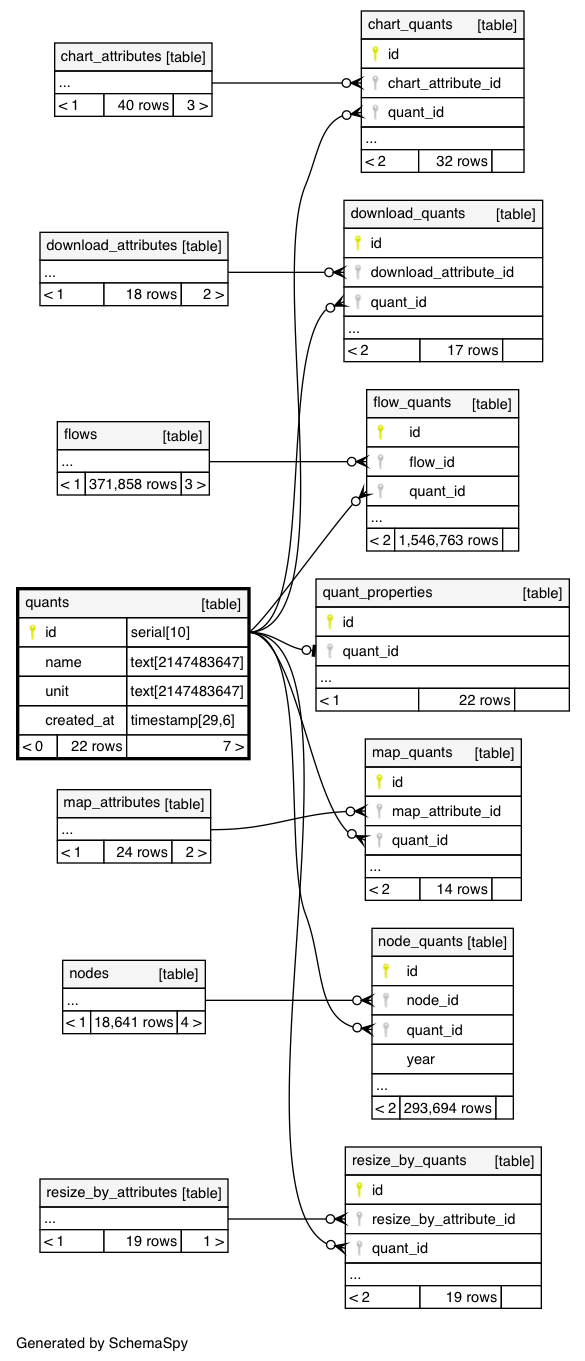 chart_quants [table]
id
chart_attribute_id
quant_id
...
< 2 32 rows
chart_attributes [table]
...
< 1 40 rows 3 >
download_quants [table]
id
download_attribute_id
quant_id
...
< 2 17 rows
download_attributes [table]
...
< 1 18 rows 2 >
flow_quants [table]
id
flow_id
quant_id
...
< 2 1,546,763 rows
flows [table]
...
< 1 371,858 rows 3 >
quants [table]
id serial[10]
name text[2147483647]
unit text[2147483647]
created_at timestamp[29,6]
< 0 22 rows 7 >
quant_properties [table]
id
quant_id
...
< 1 22 rows
map_quants [table]
id
map_attribute_id
quant_id
...
< 2 14 rows
map_attributes [table]
...
< 1 24 rows 2 >
node_quants [table]
id
node_id
quant_id
year
...
< 2 293,694 rows
nodes [table]
...
< 1 18,641 rows 4 >
resize_by_quants [table]
id
resize_by_attribute_id
quant_id
...
< 2 19 rows
resize_by_attributes [table]
...
< 1 19 rows 1 >
Generated by SchemaSpy